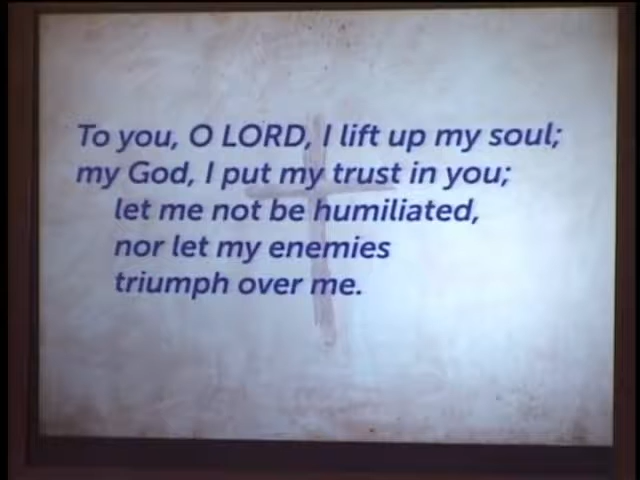 To you, O LORD, I lift up my soul;
my God, I put my trust in you;
let me not be humiliated,
nor let my enemies
triumph over me.